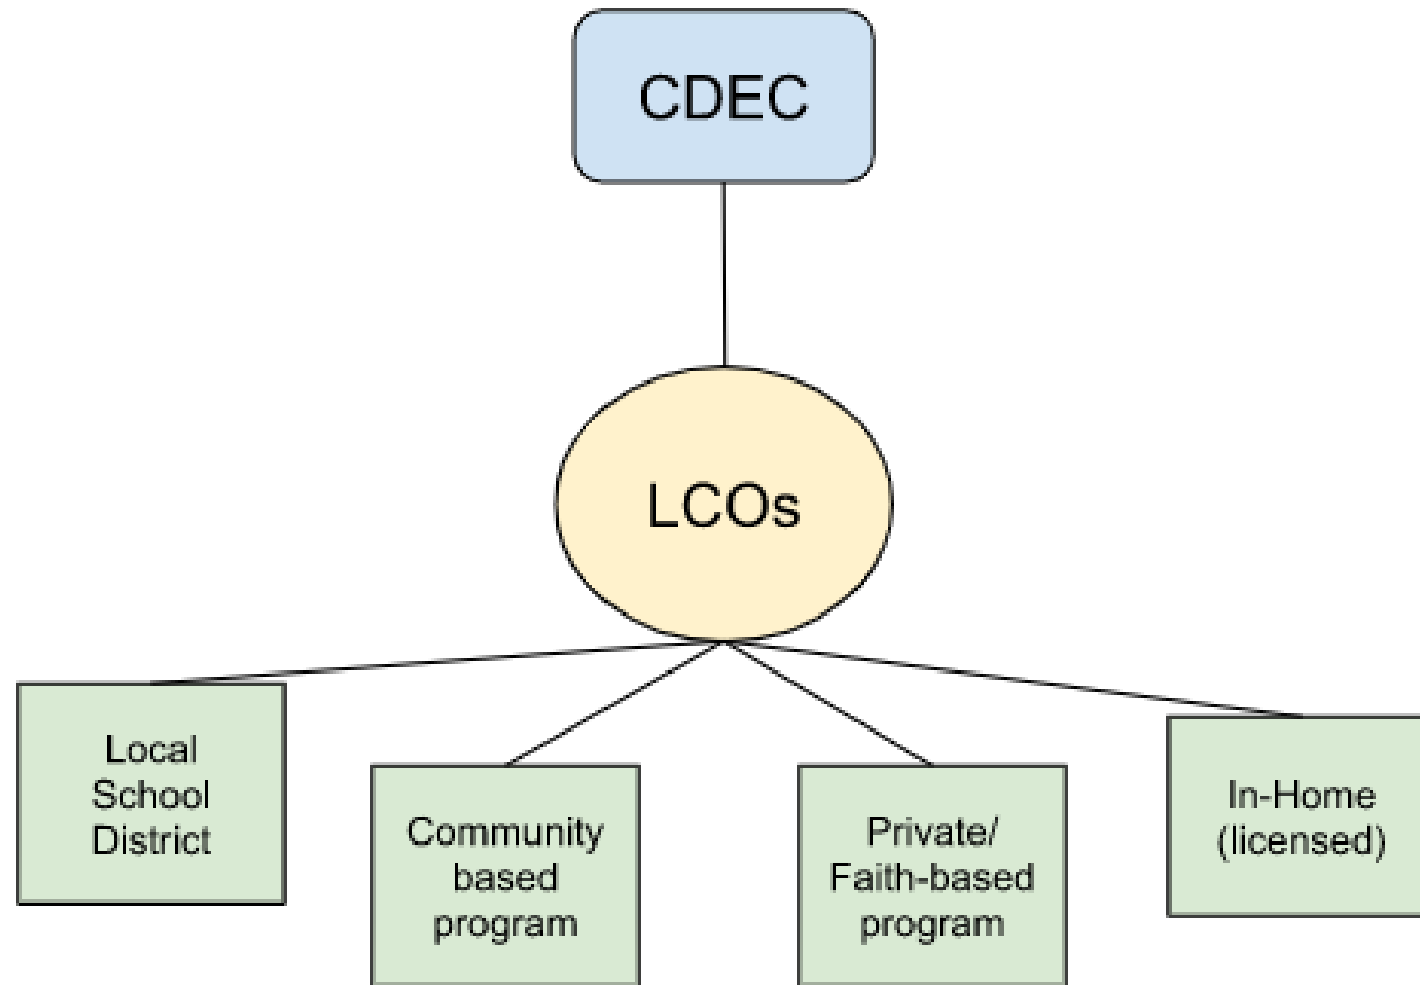 CDEC
LCOs
Local
School
District
Community
based
program
Private/
Faith-based
program
In-Home
(licensed)